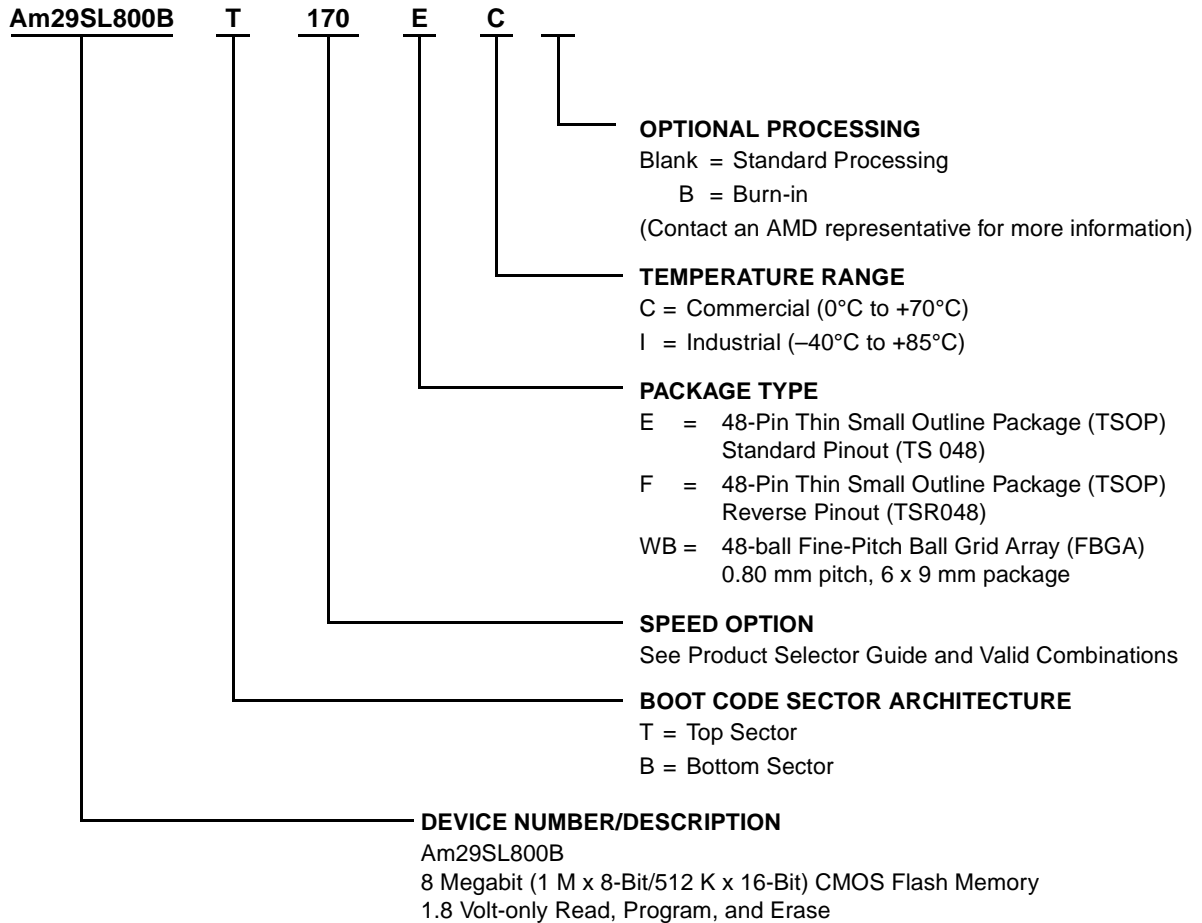 Am29SL800B T 170 E C
OPTIONAL PROCESSING
Blank = Standard Processing
B = Burn-in
(Contact an AMD representative for more information)
TEMPERATURE RANGE
C = Commercial (0°C to +70°C)
I = Industrial (–40°C to +85°C)
PACKAGE TYPE
E = 48-Pin Thin Small Outline Package (TSOP)
Standard Pinout (TS 048)
F = 48-Pin Thin Small Outline Package (TSOP)
Reverse Pinout (TSR048)
WB = 48-ball Fine-Pitch Ball Grid Array (FBGA)
0.80 mm pitch, 6 x 9 mm package
SPEED OPTION
See Product Selector Guide and Valid Combinations
BOOT CODE SECTOR ARCHITECTURE
T = Top Sector
B = Bottom Sector
DEVICE NUMBER/DESCRIPTION
Am29SL800B
8 Megabit (1 M x 8-Bit/512 K x 16-Bit) CMOS Flash Memory
1.8 Volt-only Read, Program, and Erase